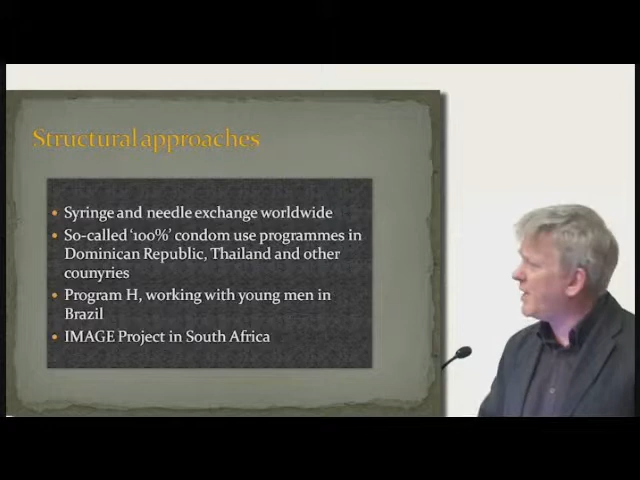 Structural approaches
Syringe and needle exchange worldwide
So-called ‘100%’ condom use programmes in
Dominican Republic, Thailand and other
counyries
Program H, working with young men in
Brazil
IMAGE Project in South Africa